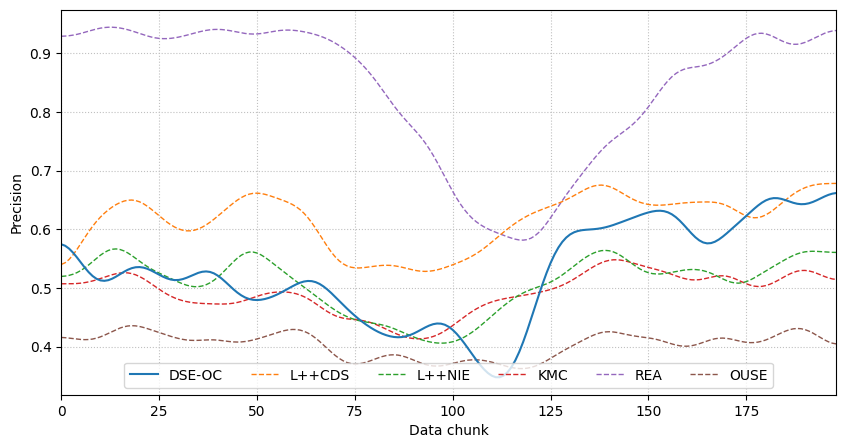 Precision
0.9
0.8
0.7
0.6
0.5
0.4
DSE-OC L++CDS L++NIE KMC REA OUSE
0 25 50 75 100 125 150 175
Data chunk